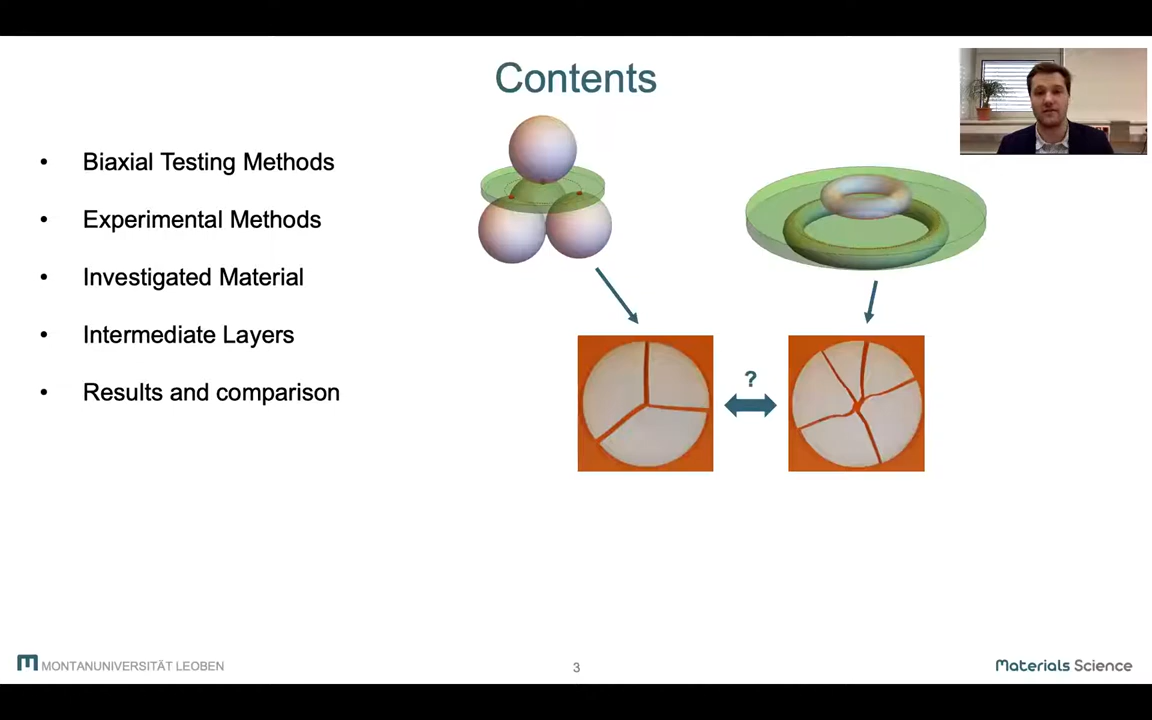 Contents
• Biaxial Testing Methods
• Experimental Methods
• Investigated Material
• Intermediate Layers
• Results and comparison
?
MONTANUNIVERSITÄT LEOBEN
3
Materials Science